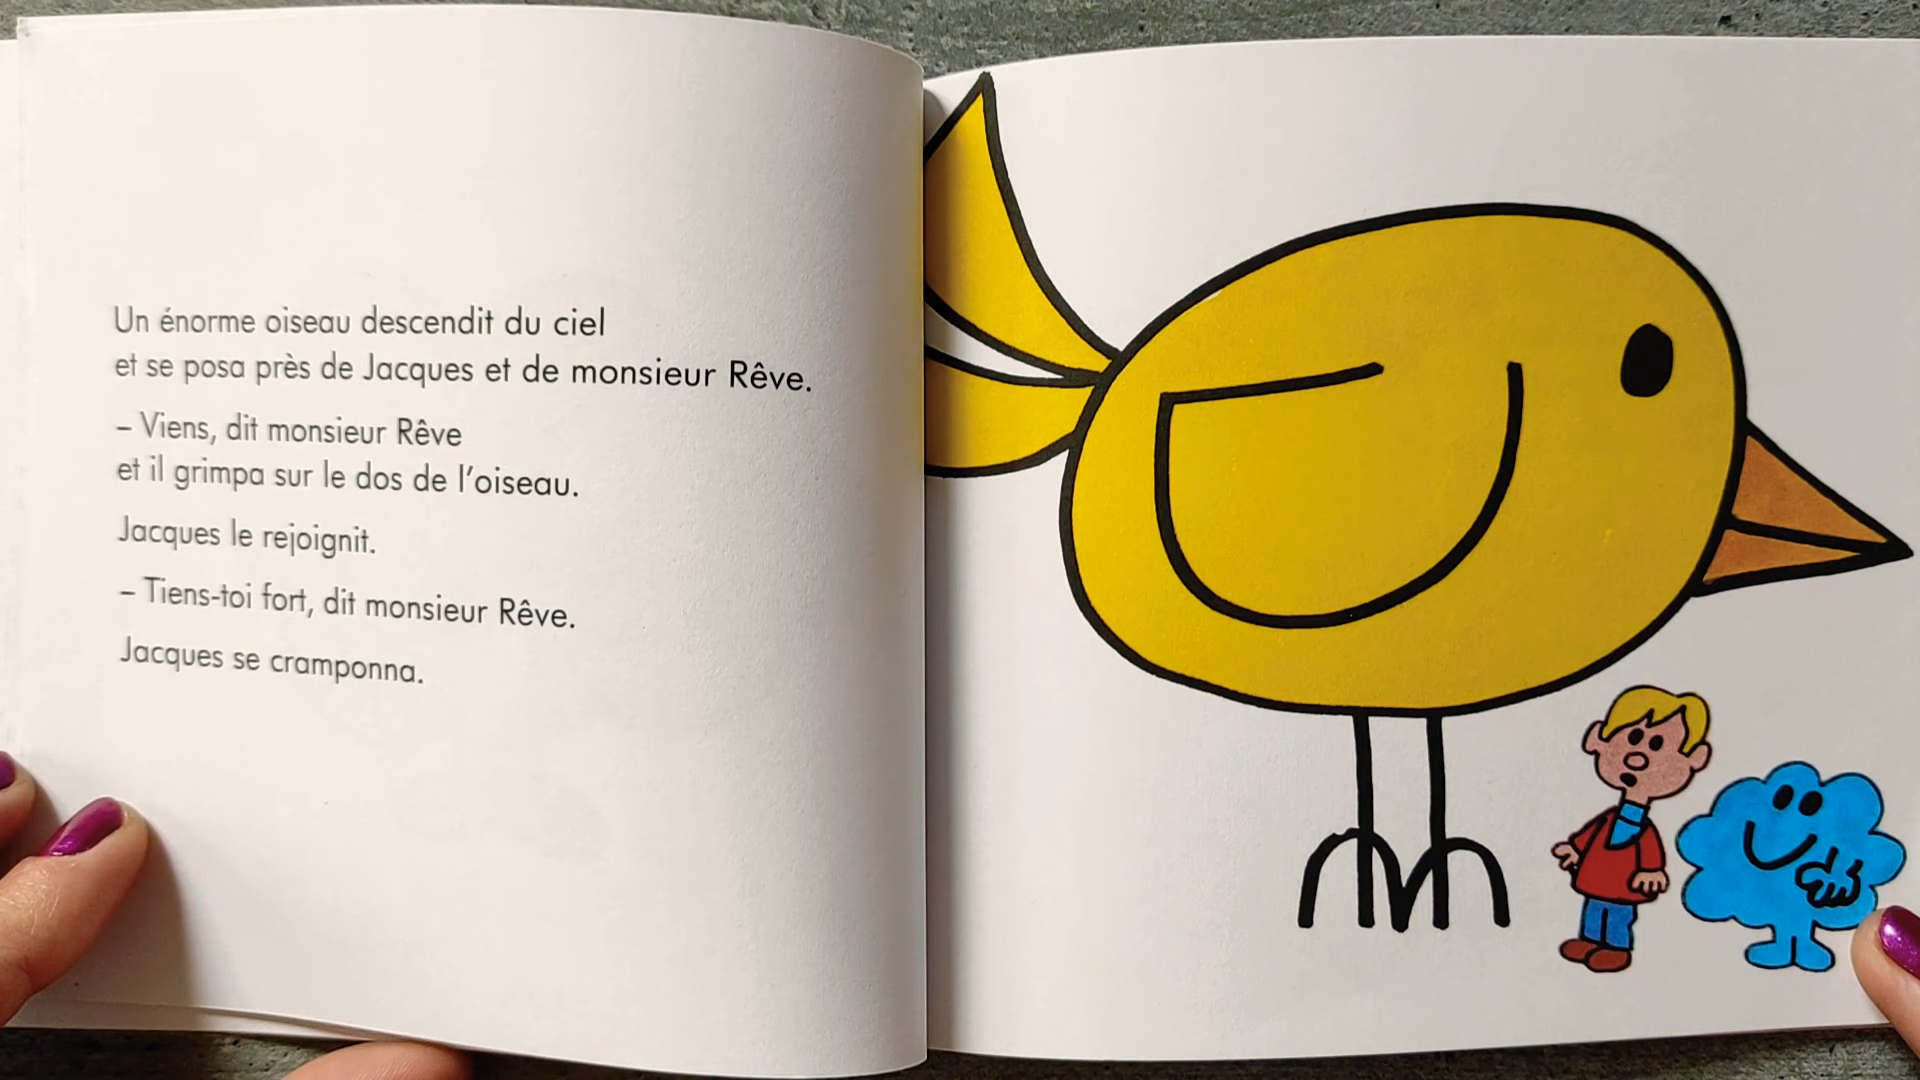 Un énorme oiseau descendit du ciel
et se posa près de Jacques et de monsieur Rêve.
– Viens, dit monsieur Rêve
et il grimpa sur le dos de l'oiseau.
Jacques le rejoignit.
– Tiens-toi fort, dit monsieur Rêve.
Jacques se cramponna.